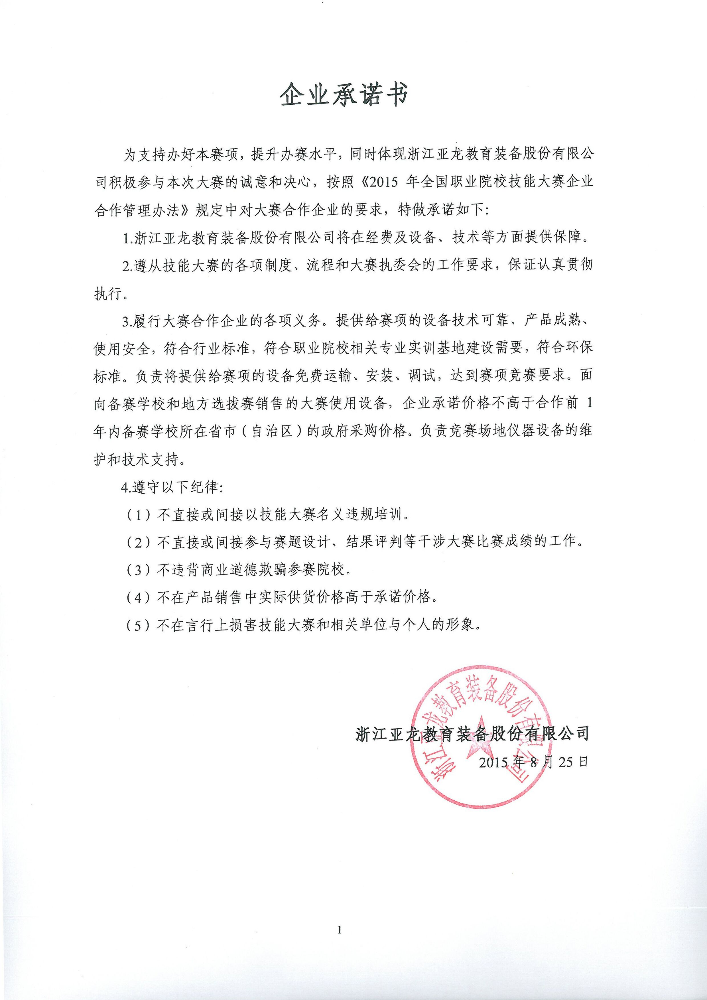 企业承诺书
为支持办好本赛项，提升办赛水平，同时体现浙江亚龙教育装备股份有限公
司积极参与本次大赛的诚意和决心，按照《2015 年全国职业院校技能大赛企业
合作管理办法》规定中对大赛合作企业的要求，特做承诺如下：
1.浙江亚龙教育装备股份有限公司将在经费及设备、技术等方面提供保障。
2.遵从技能大赛的各项制度、流程和大赛执委会的工作要求，保证认真贯彻
执行。
3.履行大赛合作企业的各项义务。提供给赛项的设备技术可靠、产品成熟、
使用安全，符合行业标准，符合职业院校相关专业实训基地建设需要，符合环保
标准。负责将提供给赛项的设备免费运输、安装、调试，达到赛项竞赛要求。面
向备赛学校和地方选拔赛销售的大赛使用设备，企业承诺价格不高于合作前 1
年内备赛学校所在省市（自治区）的政府采购价格。负责竞赛场地仪器设备的维
护和技术支持。
4.遵守以下纪律：
（1）不直接或间接以技能大赛名义违规培训。
（2）不直接或间接参与赛题设计、结果评判等干涉大赛比赛成绩的工作。
（3）不违背商业道德欺骗参赛院校。
（4）不在产品销售中实际供货价格高于承诺价格。
（5）不在言行上损害技能大赛和相关单位与个人的形象。
浙江亚龙教育装备股份有限公司
浙江亚龙教育装备股份有限公司
2015 年 8 月 25 日
1